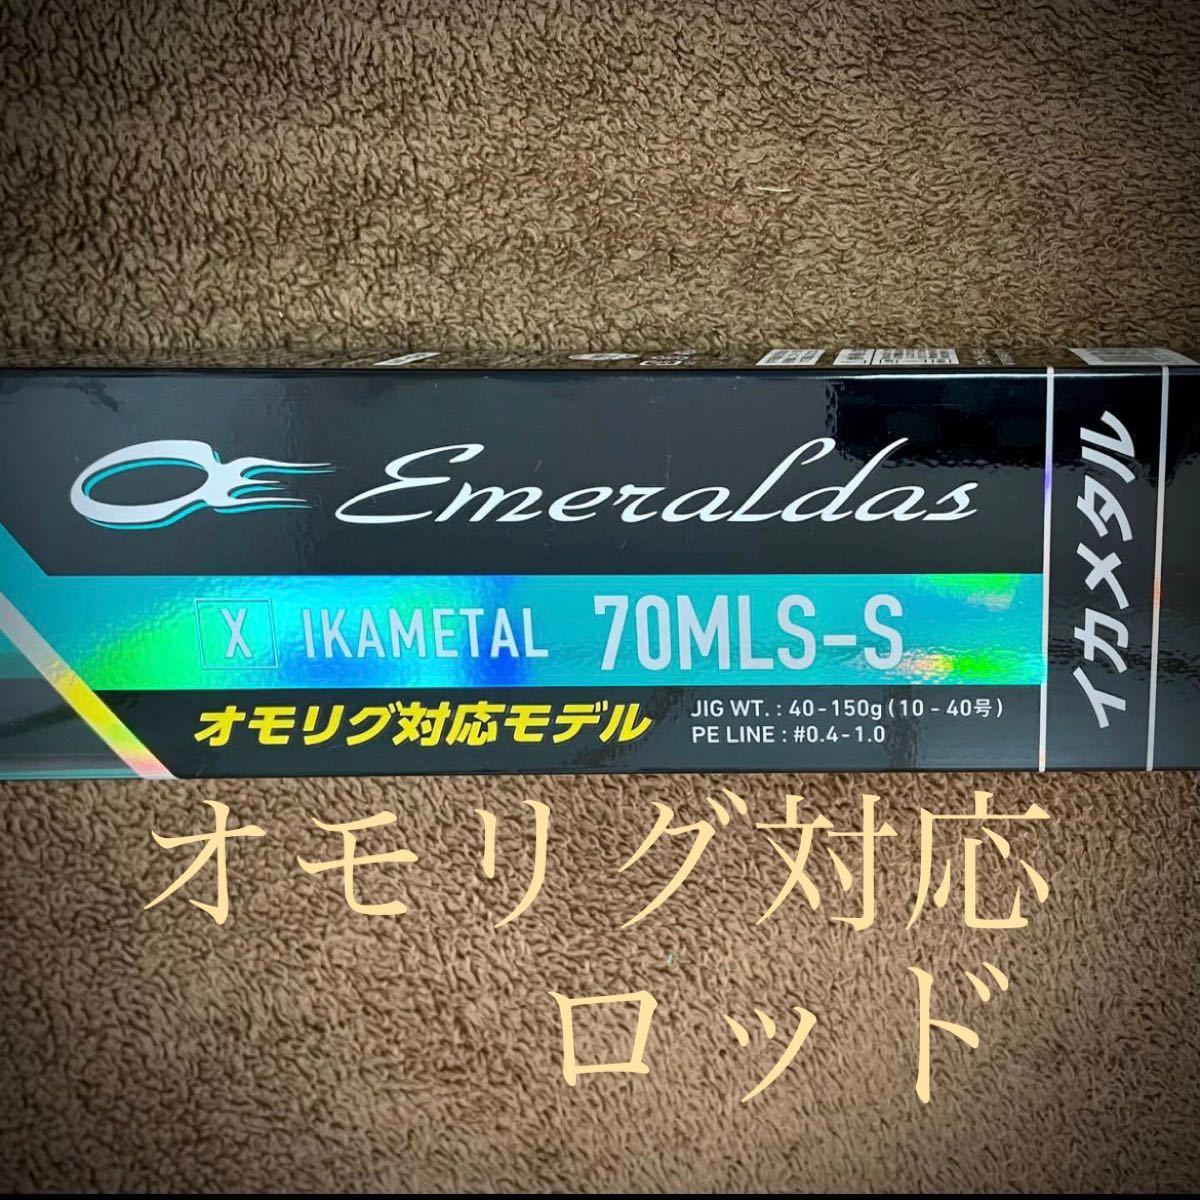 Emeraldas
X IKAMETAL 70MLS-S
オモリグ対応モデル
JIG WT. : 40-150g(10-40号)
PE LINE : #0.4-1.0
イカメタル
オモリグ対応
ロッド